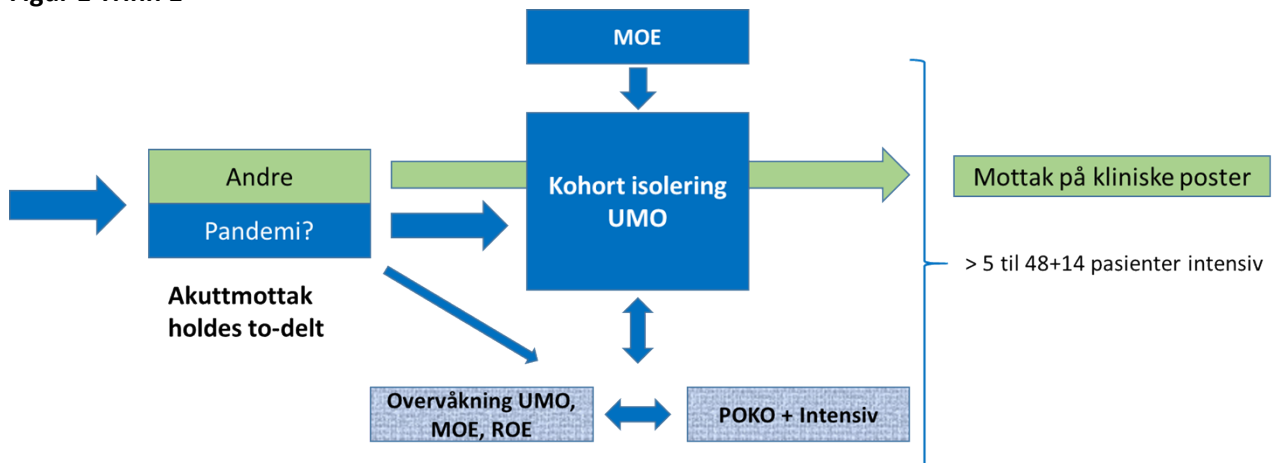 MOE
Andre
Pandemi?
Akuttmottak
holdes to-delt
Kohort isolering
UMO
Mottak på kliniske poster
> 5 til 48+14 pasienter intensiv
Overvåkning UMO,
MOE, ROE
POKO + Intensiv